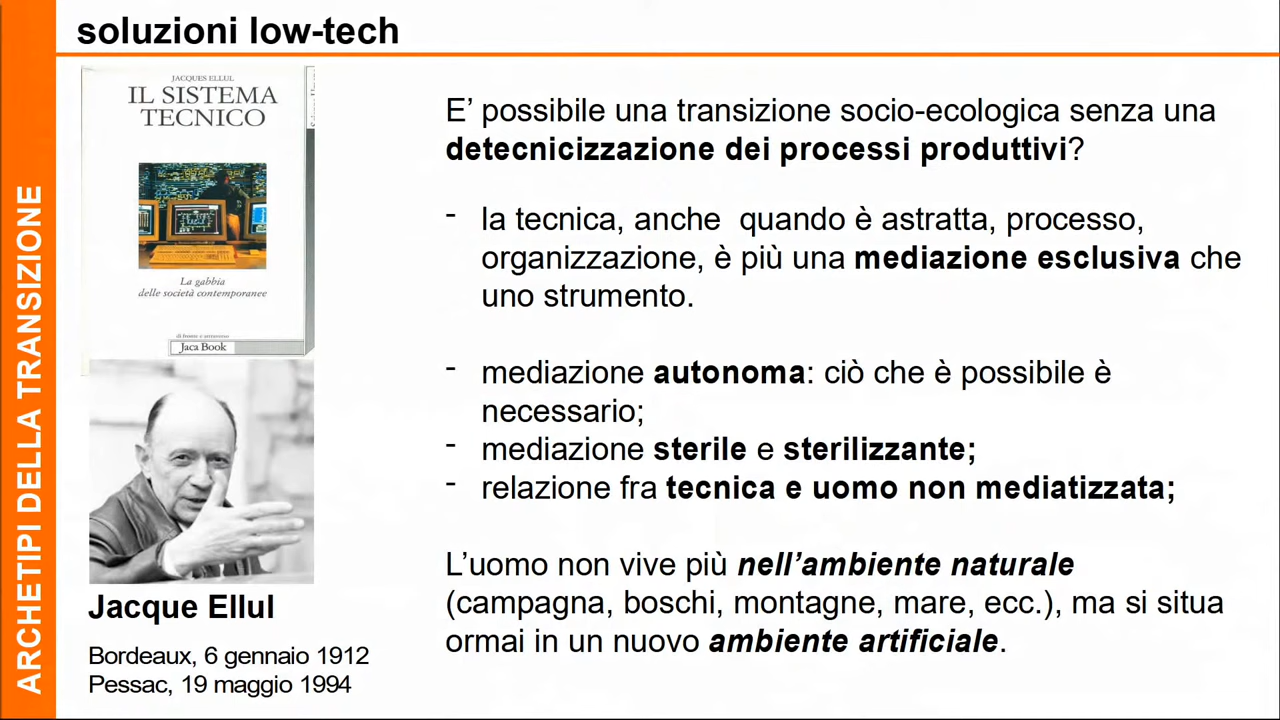 soluzioni low-tech
ARCHETIPI DELLA TRANSIZIONE
JACQUES ELLUL
IL SISTEMA
TECNICO
La gabbia
delle società contemporanee
di fronte e attraverso
Jaca Book
Jacque Ellul
Bordeaux, 6 gennaio 1912
Pessac, 19 maggio 1994
E’ possibile una transizione socio-ecologica senza una
detecnicizzazione dei processi produttivi?
- la tecnica, anche quando è astratta, processo,
organizzazione, è più una mediazione esclusiva che
uno strumento.
- mediazione autonoma: ciò che è possibile è
necessario;
- mediazione sterile e sterilizzante;
- relazione fra tecnica e uomo non mediatizzata;
L’uomo non vive più nell’ambiente naturale
(campagna, boschi, montagne, mare, ecc.), ma si situa
ormai in un nuovo ambiente artificiale.